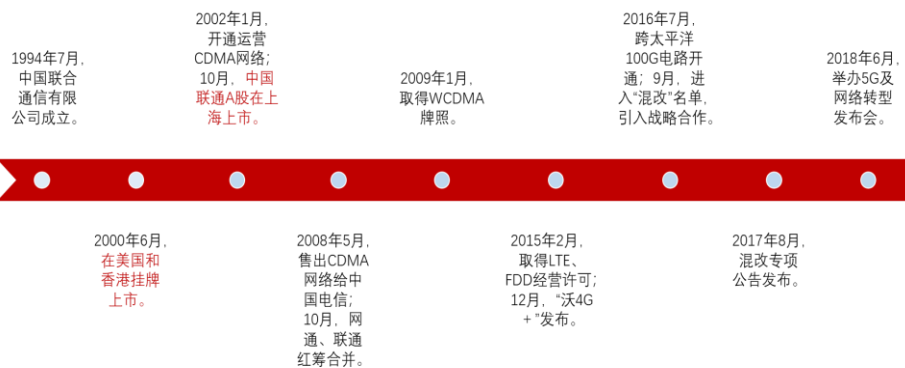 1994年7月，
中国联合
通信有限
公司成立。
2000年6月，
在美国和
香港挂牌
上市。
2002年1月，
开通运营
CDMA网络；
10月，中国
联通A股在上
海上市。
2008年5月，
售出CDMA
网络给中
国电信；
10月，网
通、联通
红筹合并。
2009年1月，
取得WCDMA
牌照。
2015年2月，
取得LTE、
FDD经营许可；
12月，“沃4G
+”发布。
2016年7月，
跨太平洋
100G电路开
通；9月，进
入“混改”名单，
引入战略合作。
2017年8月，
混改专项
公告发布。
2018年6月，
举办5G及
网络转型
发布会。